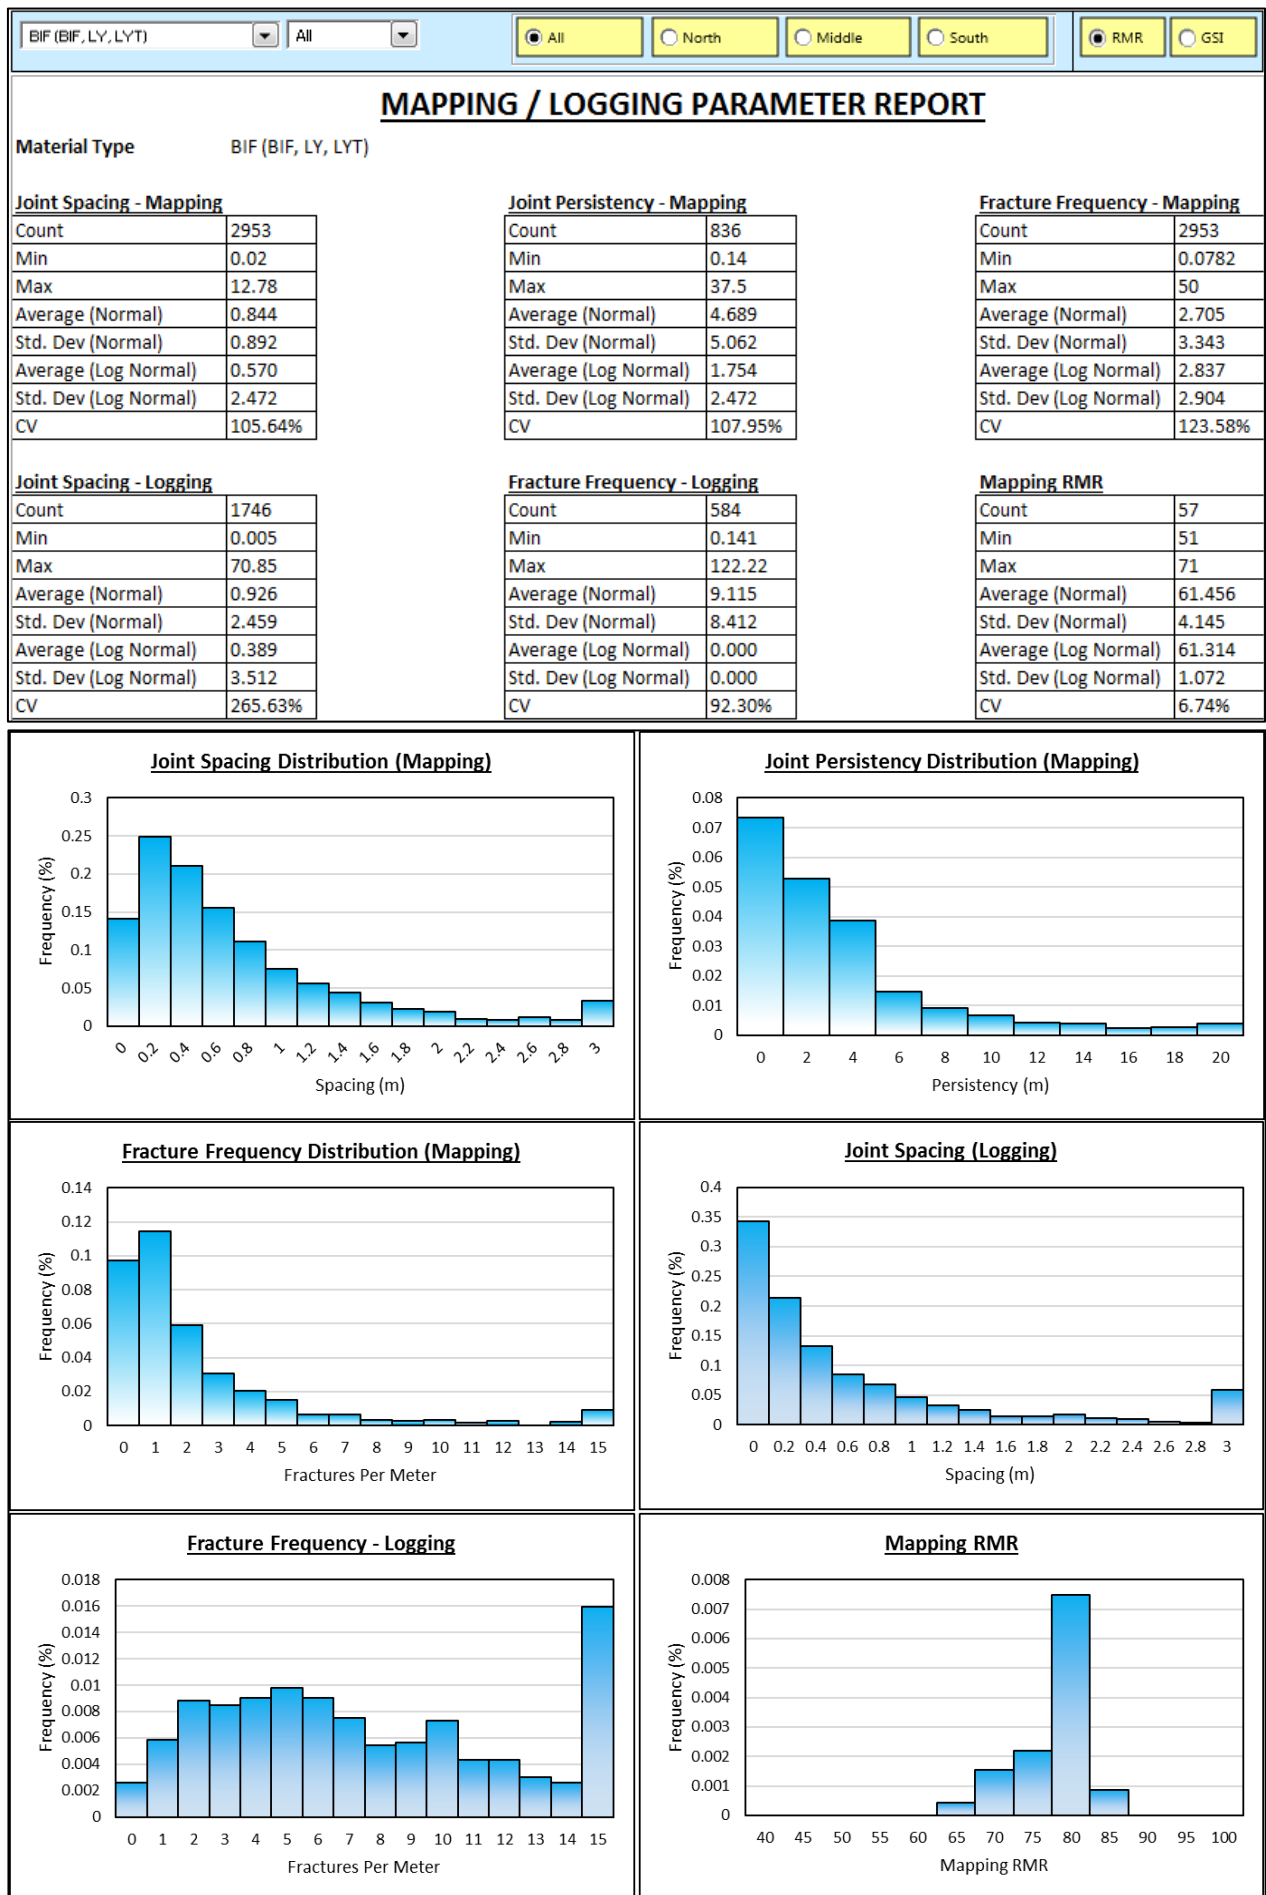 BIF (BIF, LY, LYT) All All North Middle South RMR GSI
MAPPING / LOGGING PARAMETER REPORT
Material Type BIF (BIF, LY, LYT)
Joint Spacing - Mapping
Count 2953
Min 0.02
Max 12.78
Average (Normal) 0.844
Std. Dev (Normal) 0.892
Average (Log Normal) 0.570
Std. Dev (Log Normal) 2.472
CV 105.64%
Joint Persistency - Mapping
Count 836
Min 0.14
Max 37.5
Average (Normal) 4.689
Std. Dev (Normal) 5.062
Average (Log Normal) 1.754
Std. Dev (Log Normal) 2.472
CV 107.95%
Fracture Frequency - Mapping
Count 2953
Min 0.0782
Max 50
Average (Normal) 2.705
Std. Dev (Normal) 3.343
Average (Log Normal) 2.837
Std. Dev (Log Normal) 2.904
CV 123.58%
Joint Spacing - Logging
Count 1746
Min 0.005
Max 70.85
Average (Normal) 0.926
Std. Dev (Normal) 2.459
Average (Log Normal) 0.389
Std. Dev (Log Normal) 3.512
CV 265.63%
Fracture Frequency - Logging
Count 584
Min 0.141
Max 122.22
Average (Normal) 9.115
Std. Dev (Normal) 8.412
Average (Log Normal) 0.000
Std. Dev (Log Normal) 0.000
CV 92.30%
Mapping RMR
Count 57
Min 51
Max 71
Average (Normal) 61.456
Std. Dev (Normal) 4.145
Average (Log Normal) 61.314
Std. Dev (Log Normal) 1.072
CV 6.74%
Joint Spacing Distribution (Mapping)
Frequency (%)
0.3
0.25
0.2
0.15
0.1
0.05
0
0 0.2 0.4 0.6 0.8 1 1.2 1.4 1.6 1.8 2 2.2 2.4 2.6 2.8 3
Spacing (m)
Joint Persistency Distribution (Mapping)
Frequency (%)
0.08
0.07
0.06
0.05
0.04
0.03
0.02
0.01
0
0 2 4 6 8 10 12 14 16 18 20
Persistency (m)
Fracture Frequency Distribution (Mapping)
Frequency (%)
0.14
0.12
0.1
0.08
0.06
0.04
0.02
0
0 1 2 3 4 5 6 7 8 9 10 11 12 13 14 15
Fractures Per Meter
Joint Spacing (Logging)
Frequency (%)
0.4
0.35
0.3
0.25
0.2
0.15
0.1
0.05
0
0 0.2 0.4 0.6 0.8 1 1.2 1.4 1.6 1.8 2 2.2 2.4 2.6 2.8 3
Spacing (m)
Fracture Frequency - Logging
Frequency (%)
0.018
0.016
0.014
0.012
0.01
0.008
0.006
0.004
0.002
0
0 1 2 3 4 5 6 7 8 9 10 11 12 13 14 15
Fractures Per Meter
Mapping RMR
Frequency (%)
0.008
0.007
0.006
0.005
0.004
0.003
0.002
0.001
0
40 45 50 55 60 65 70 75 80 85 90 95 100
Mapping RMR